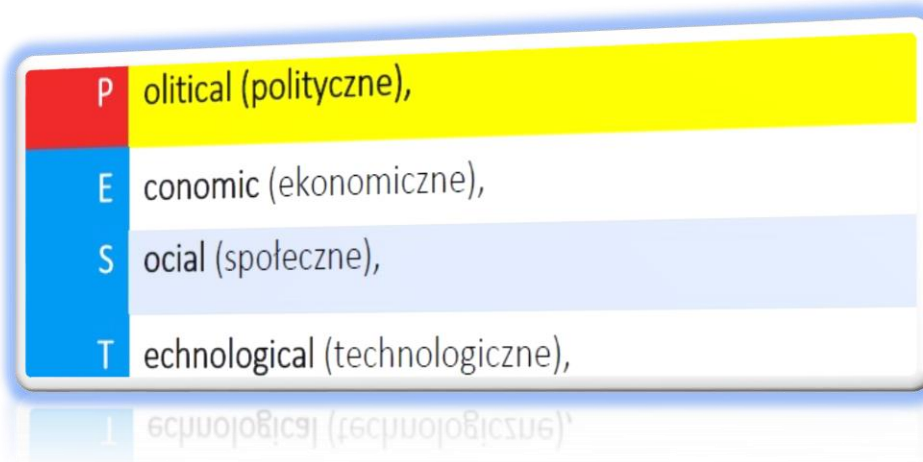 P olitical (polityczne),
E conomic (ekonomiczne),
S ocial (społeczne),
T echnological (technologiczne),